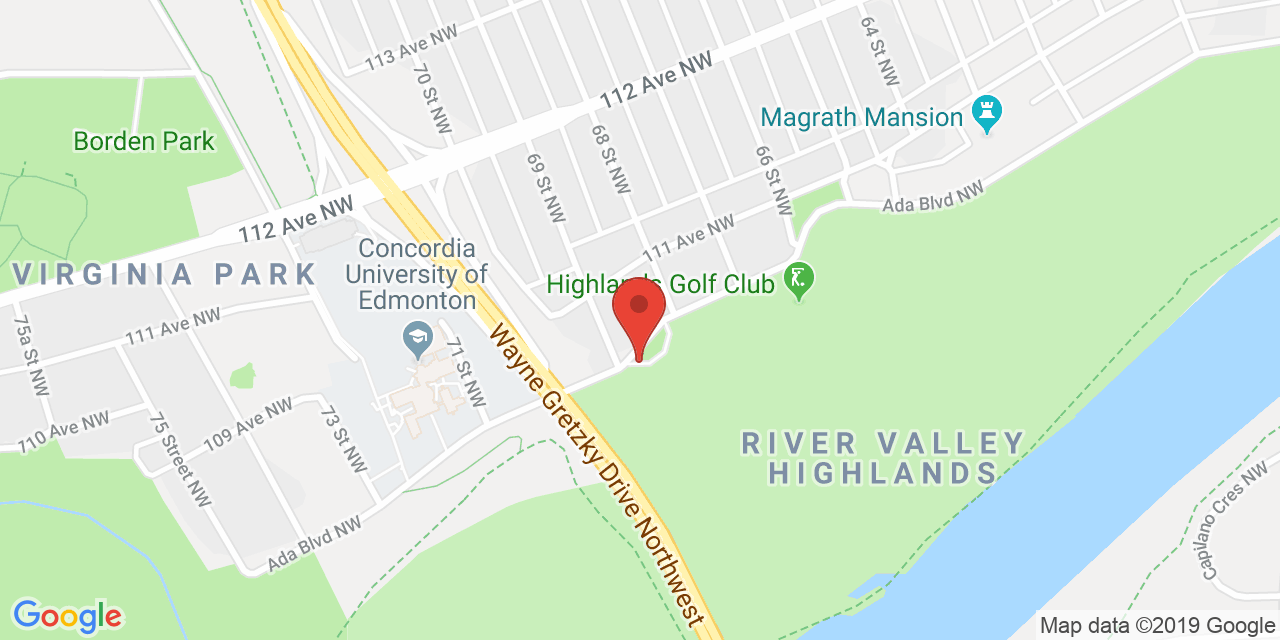 113 Ave NW
70 St NW
112 Ave NW
64 St NW
Magrath Mansion
Borden Park
68 St NW
69 St NW
66 St NW
Ada Blvd NW
112 Ave NW
111 Ave NW
Concordia
University of
Edmonton
VIRGINIA PARK
Highlands Golf Club
75a St NW
111 Ave NW
71 St NW
Wayne Gretzky Drive Northwest
710 Ave NW
109 Ave NW
73 St NW
75 Street NW
RIVER VALLEY
HIGHLANDS
Ada Blvd NW
Capilano Cres NW
Google
Map data ©2019 Google